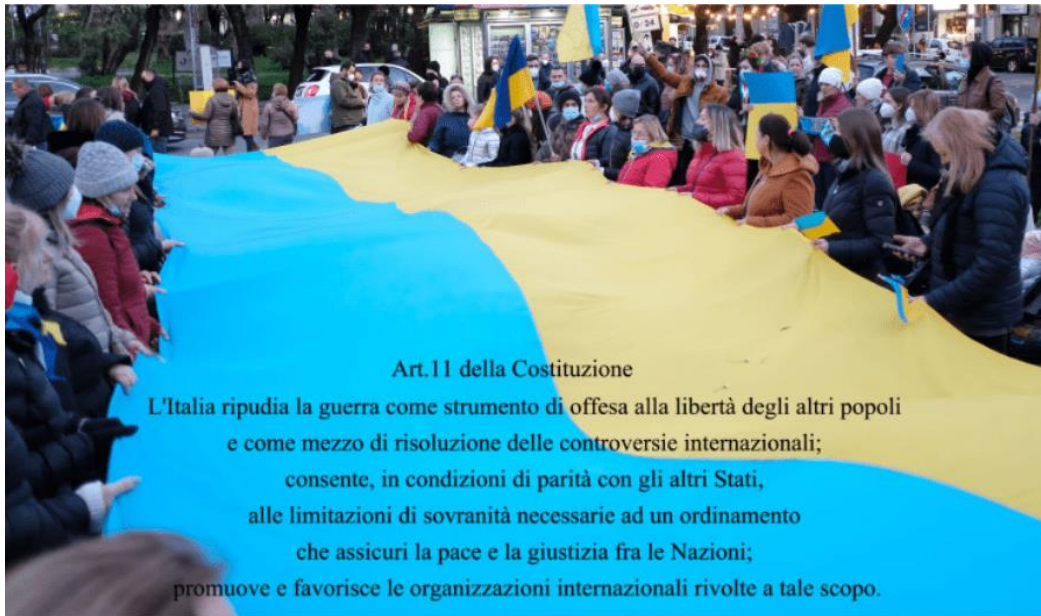 0-24
Art.11 della Costituzione
L'Italia ripudia la guerra come strumento di offesa alla libertà degli altri popoli
e come mezzo di risoluzione delle controversie internazionali;
consente, in condizioni di parità con gli altri Stati,
alle limitazioni di sovranità necessarie ad un ordinamento
che assicuri la pace e la giustizia fra le Nazioni;
promuove e favorisce le organizzazioni internazionali rivolte a tale scopo.